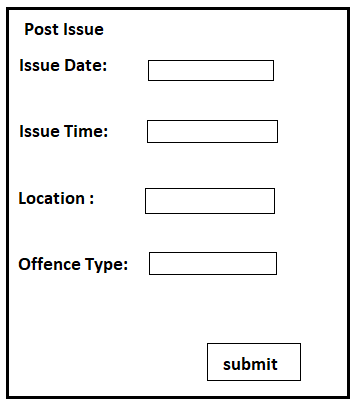 Post Issue
Issue Date:
Issue Time:
Location :
Offence Type:
submit